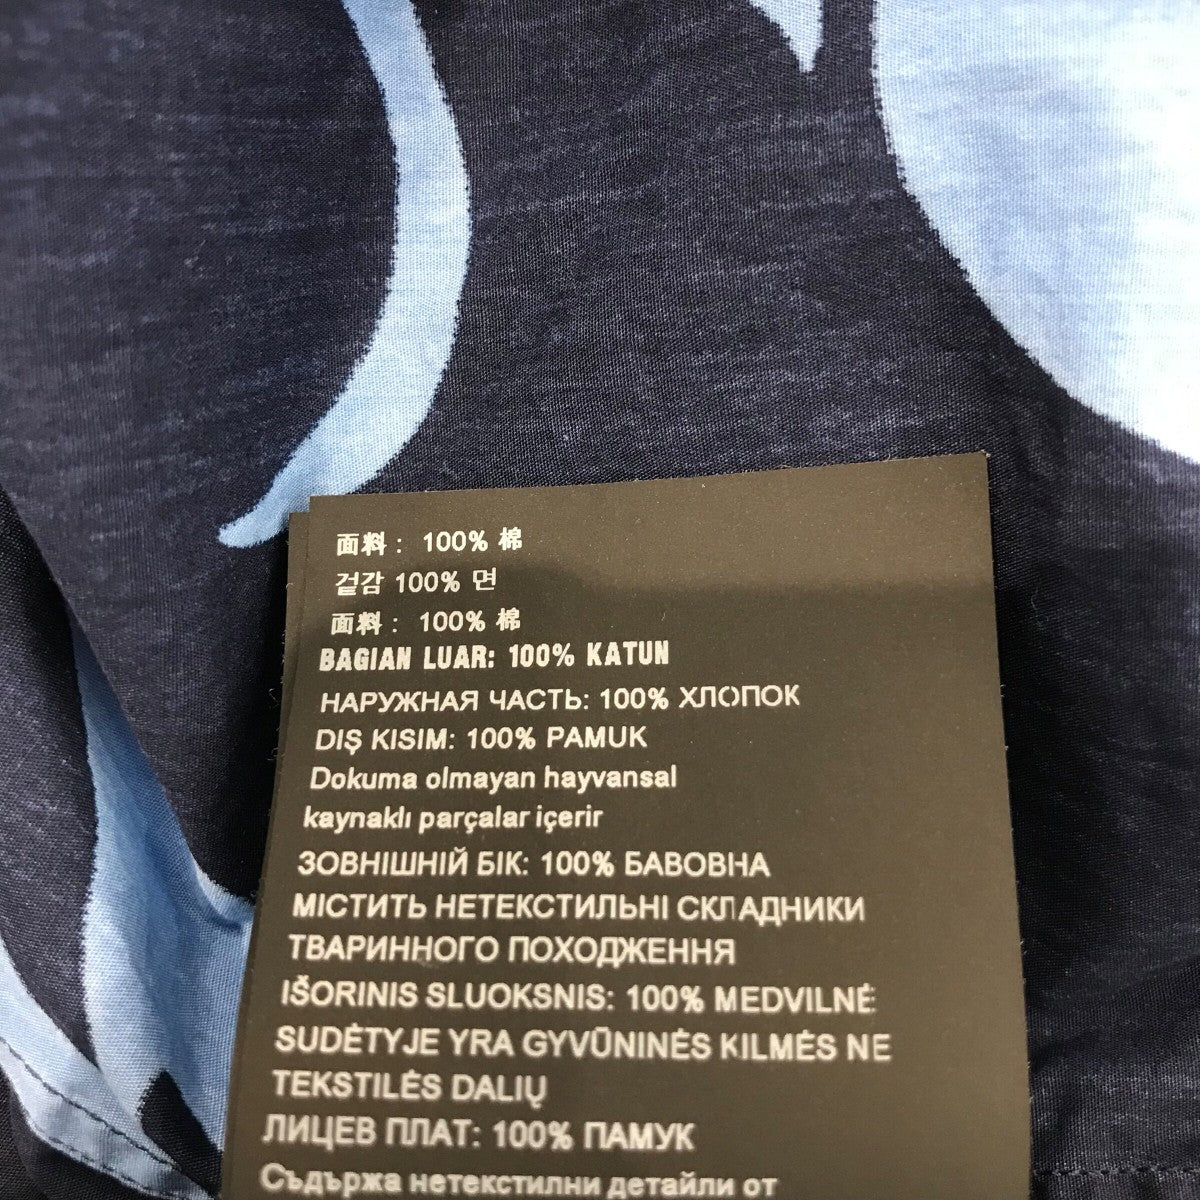 面料： 100% 棉
겉감 100% 면
面料： 100% 棉
BAGIAN LUAR: 100% KATUN
НАРУЖНАЯ ЧАСТЬ: 100% ХЛОПОК
DIŞ KISIM: 100% PAMUK
Dokuma olmayan hayvansal
kaynaklı parçalar içerir
ЗОВНІШНІЙ БІК: 100% БАВОВНА
МІСТИТЬ НЕТЕКСТИЛЬНІ СКЛАДНИКИ
ТВАРИННОГО ПОХОДЖЕННЯ
IŠORINIS SLUOKSNIS: 100% MEDVILNĖ
SUDĖTYJE YRA GYVŪNINĖS KILMĖS NE
TEKSTILĖS DALIŲ
ЛИЦЕВ ПЛАТ: 100% ПАМУК
Съдържа нетекстилни детайли от